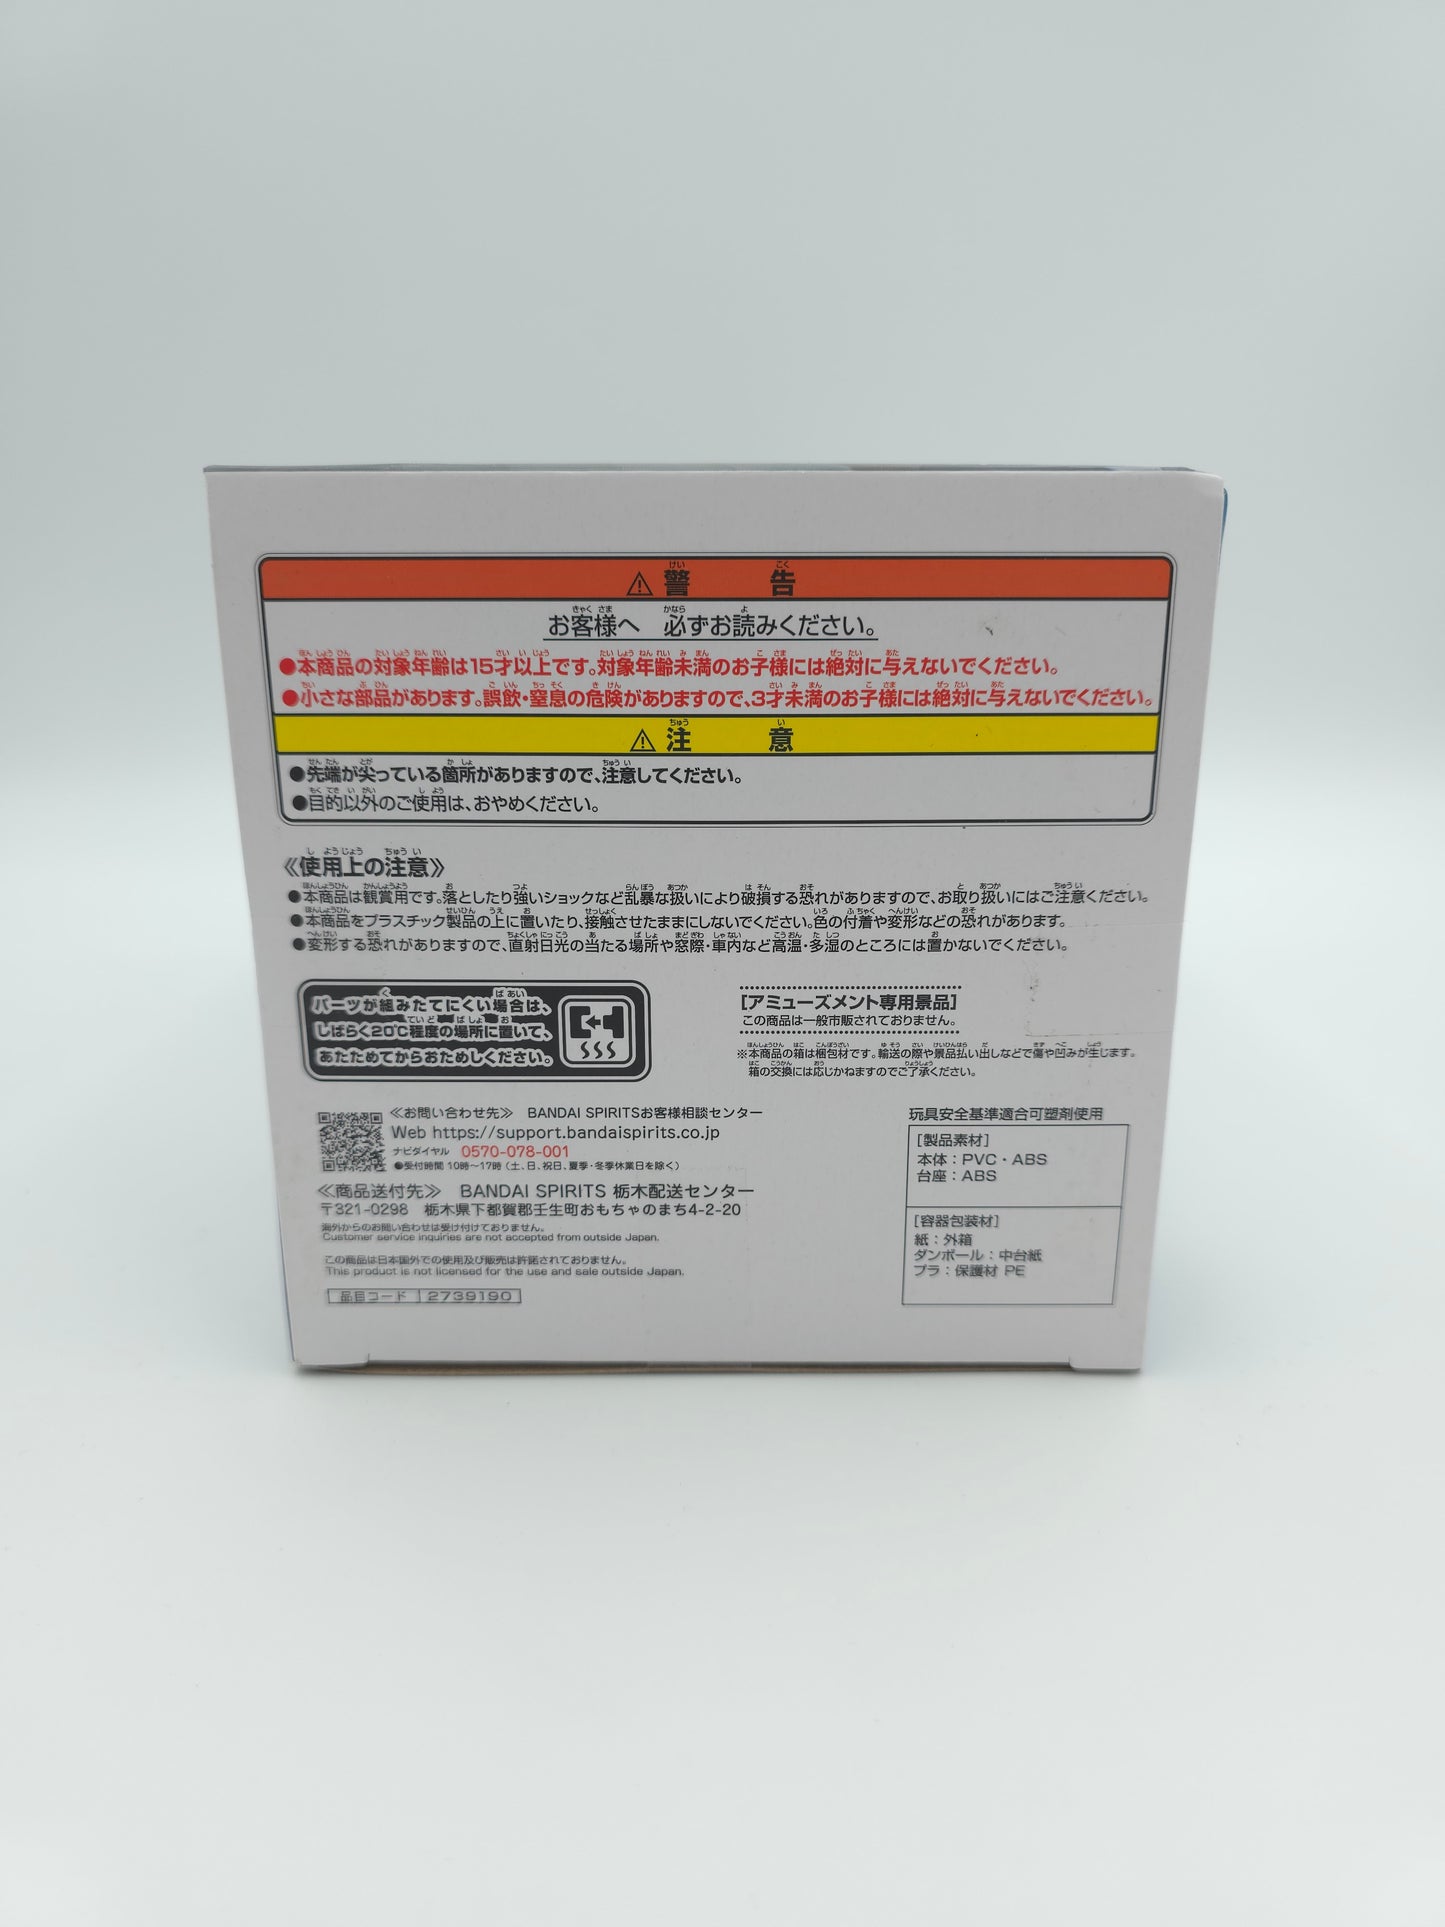 ⚠警告
お客様へ 必ずお読みください。
●本商品の対象年齢は15才以上です。対象年齢未満のお子様には絶対に与えないでください。
●小さな部品があります。誤飲・窒息の危険がありますので、3才未満のお子様には絶対に与えないでください。
⚠注意
●先端が尖っている箇所がありますので、注意してください。
●目的以外のご使用は、おやめください。
《使用上の注意》
●本商品は観賞用です。落としたり強いショックなど乱暴な扱いにより破損する恐れがありますので、お取り扱いにはご注意ください。
●本商品をプラスチック製品の上に置いたり、接触させたままにしないでください。色の付着や変形などの恐れがあります。
●変形する恐れがありますので、直射日光の当たる場所や窓際・車内など高温・多湿のところには置かないでください。
パーツが組みたてにくい場合は、
しばらく20℃程度の場所に置いて、
あたためてからおためしください。
[アミューズメント専用景品]
この商品は一般市販されておりません。
※本商品の箱は梱包材です。輸送の際や景品払い出しなどで傷や凹みが生じます。
箱の交換には応じかねますのでご了承ください。
≪お問い合わせ先≫ BANDAI SPIRITSお客様相談センター
Web https://support.bandaispirits.co.jp
ナビダイヤル 0570-078-001
●受付時間 10時～17時(土、日、祝日、夏季・冬季休業日を除く)
≪商品送付先≫ BANDAI SPIRITS 栃木配送センター
〒321-0298 栃木県下都賀郡壬生町おもちゃのまち4-2-20
海外からのお問い合わせは受け付けておりません。
Customer service inquiries are not accepted from outside Japan.
この商品は日本国外での使用及び販売は許諾されておりません。
This product is not licensed for the use and sale outside Japan.
品目コード 2739190
玩具安全基準適合可塑剤使用
[製品素材]
本体：PVC・ABS
台座：ABS
[容器包装材]
紙：外箱
ダンボール：中台紙
プラ：保護材 PE